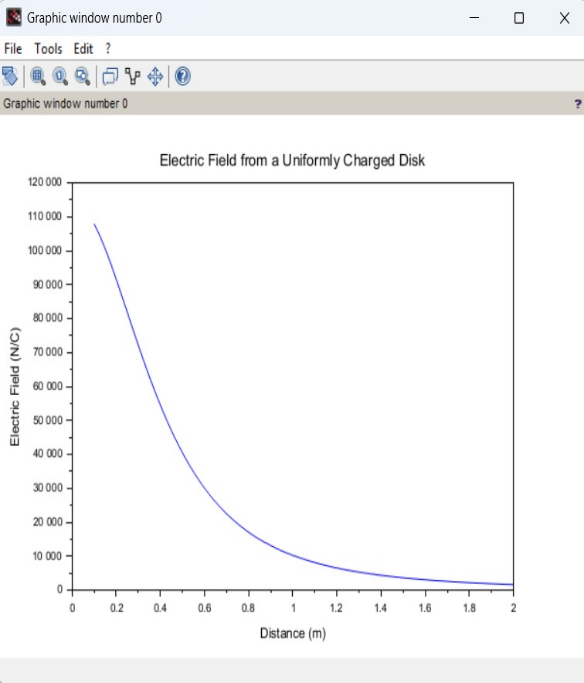 Graphic window number 0
File Tools Edit ?
Graphic window number 0 ?
Electric Field from a Uniformly Charged Disk
120 000
110 000
100 000
90 000
80 000
70 000
60 000
50 000
40 000
30 000
20 000
10 000
0
Electric Field (N/C)
0 0.2 0.4 0.6 0.8 1 1.2 1.4 1.6 1.8 2
Distance (m)